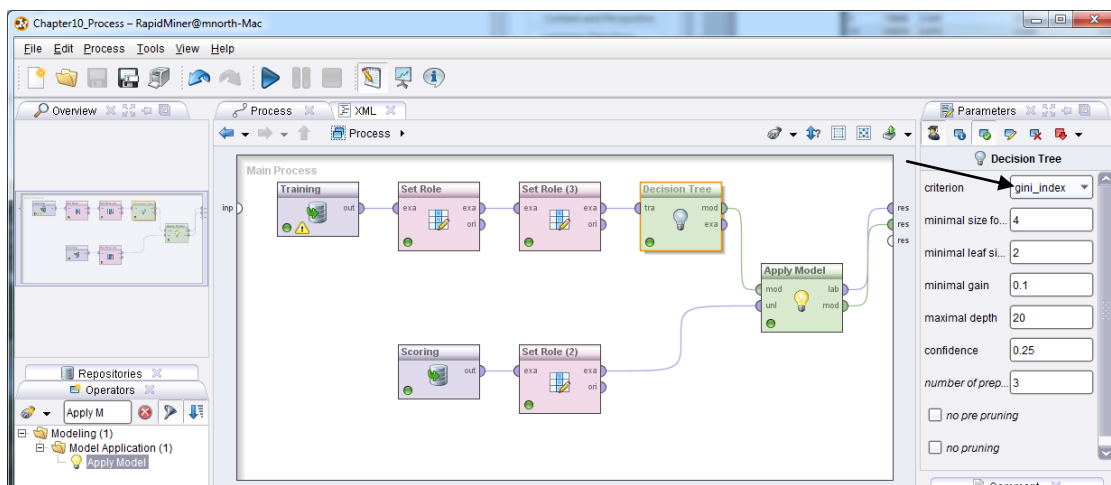 Chapter10_Process – RapidMiner@mnorth-Mac
File Edit Process Tools View Help
Overview
Process
XML
Parameters
Process
Decision Tree
Main Process
Training
out
Set Role
exa exa
ori
Set Role (3)
exa exa
ori
Decision Tree
tra mod
exa
inp
res
res
res
Apply Model
mod lab
unl mod
Scoring
out
Set Role (2)
exa exa
ori
criterion gini_index
minimal size fo... 4
minimal leaf si... 2
minimal gain 0.1
maximal depth 20
confidence 0.25
number of prep... 3
no pre pruning
no pruning
Repositories
Operators
Apply M
Modeling (1)
Model Application (1)
Apply Model